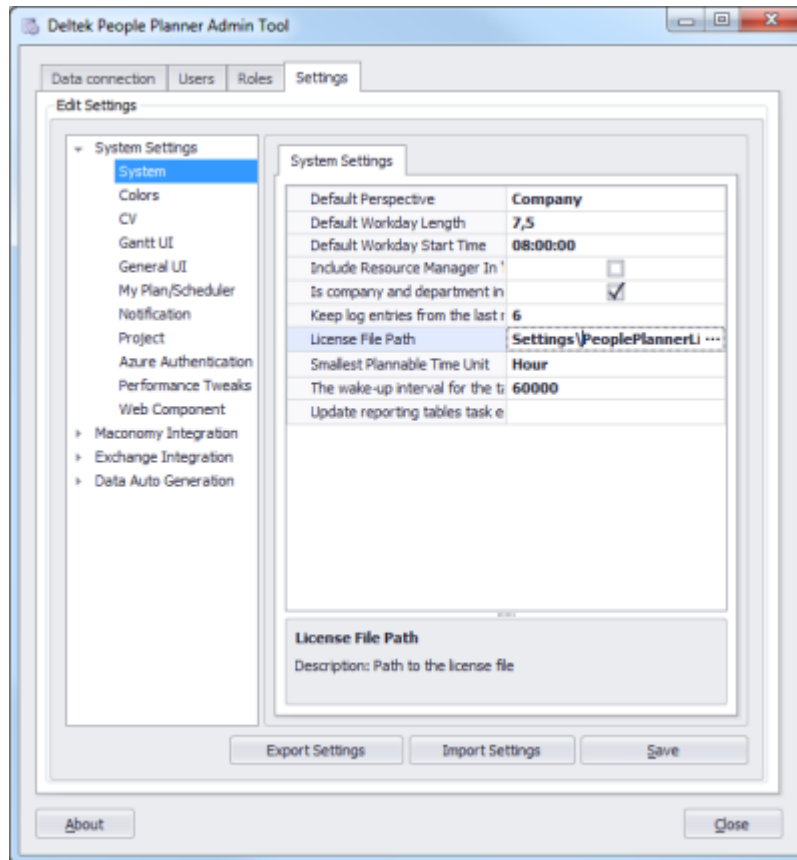 Deltek People Planner Admin Tool
Data connection Users Roles Settings
Edit Settings
System Settings
System
Colors
CV
Gantt UI
General UI
My Plan/Scheduler
Notification
Project
Azure Authentication
Performance Tweaks
Web Component
Maconomy Integration
Exchange Integration
Data Auto Generation
System Settings
Default Perspective Company
Default Workday Length 7,5
Default Workday Start Time 08:00:00
Include Resource Manager In
Is company and department in
Keep log entries from the last 6
License File Path Settings\PeoplePlannerLi ...
Smallest Plannable Time Unit Hour
The wake-up interval for the 60000
Update reporting tables task e
License File Path
Description: Path to the license file
Export Settings Import Settings Save
About Close